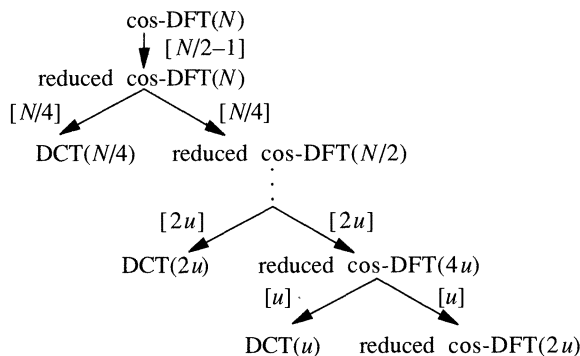 cos-DFT(N)
[N/2–1]
reduced cos-DFT(N)
[N/4] [N/4]
DCT(N/4) reduced cos-DFT(N/2)
[2u] [2u]
DCT(2u) reduced cos-DFT(4u)
[u] [u]
DCT(u) reduced cos-DFT(2u)